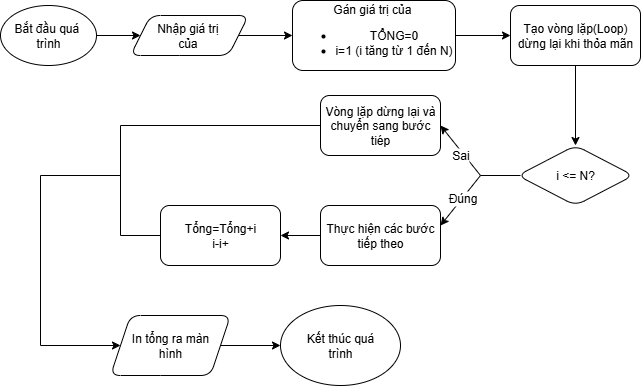 Bắt đầu quá
trình
Nhập giá trị
của
Gán giá trị của
• TỔNG=0
• i=1 (i tăng từ 1 đến N)
Tạo vòng lặp(Loop)
dừng lại khi thỏa mãn
i <= N?
Sai
Đúng
Vòng lặp dừng lại và
chuyển sang bước
tiếp
Thực hiện các bước
tiếp theo
Tổng=Tổng+i
i-i+
In tổng ra màn
hình
Kết thúc quá
trình